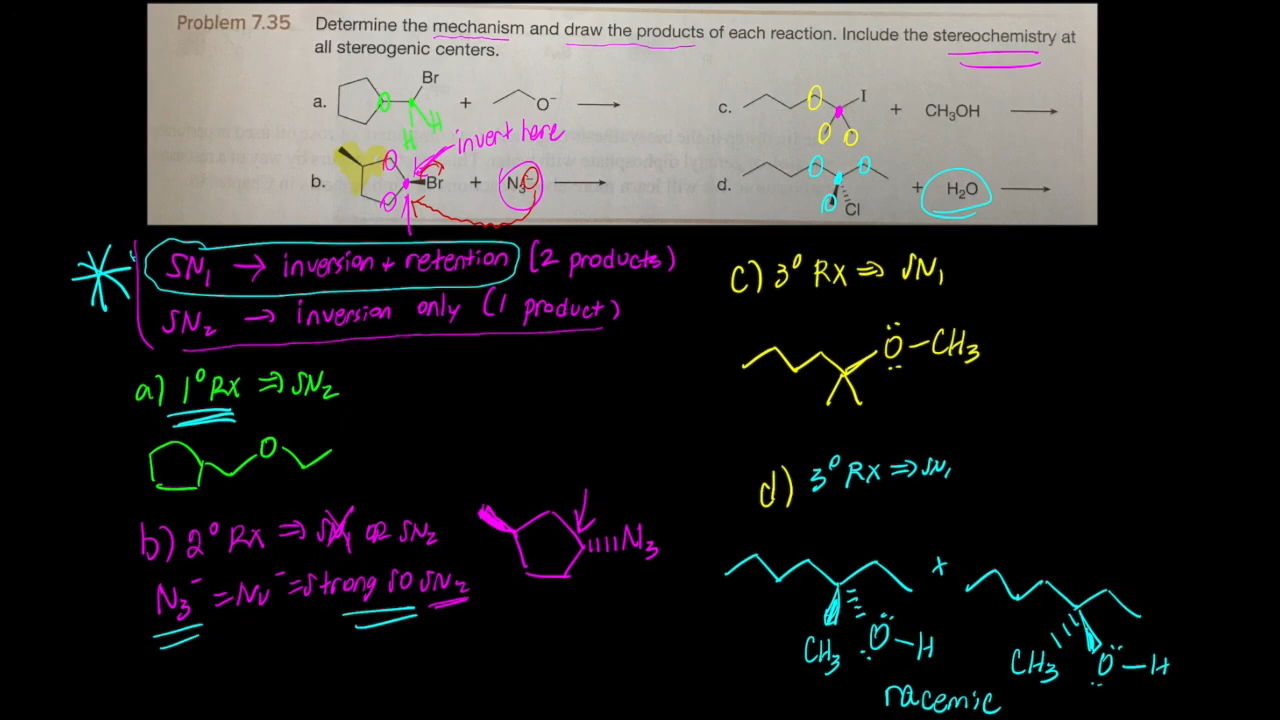 Problem 7.35 Determine the mechanism and draw the products of each reaction. Include the stereochemistry at
all stereogenic centers.
a. Br + O⁻
H
H
invert here
b. Br + N₃⁻
c. I + CH₃OH
d. Cl + H₂O
SN₁ → inversion + retention (2 products)
SN₂ → inversion only (1 product)
a) 1° RX ⇒ SN₂
O
b) 2° RX ⇒ SN₁ OR SN₂
N₃⁻ = Nu⁻ = strong so SN₂
N₃
c) 3° RX ⇒ SN₁
O-CH₃
d) 3° RX ⇒ SN₁
+
CH₃ O-H
CH₃ O-H
racemic